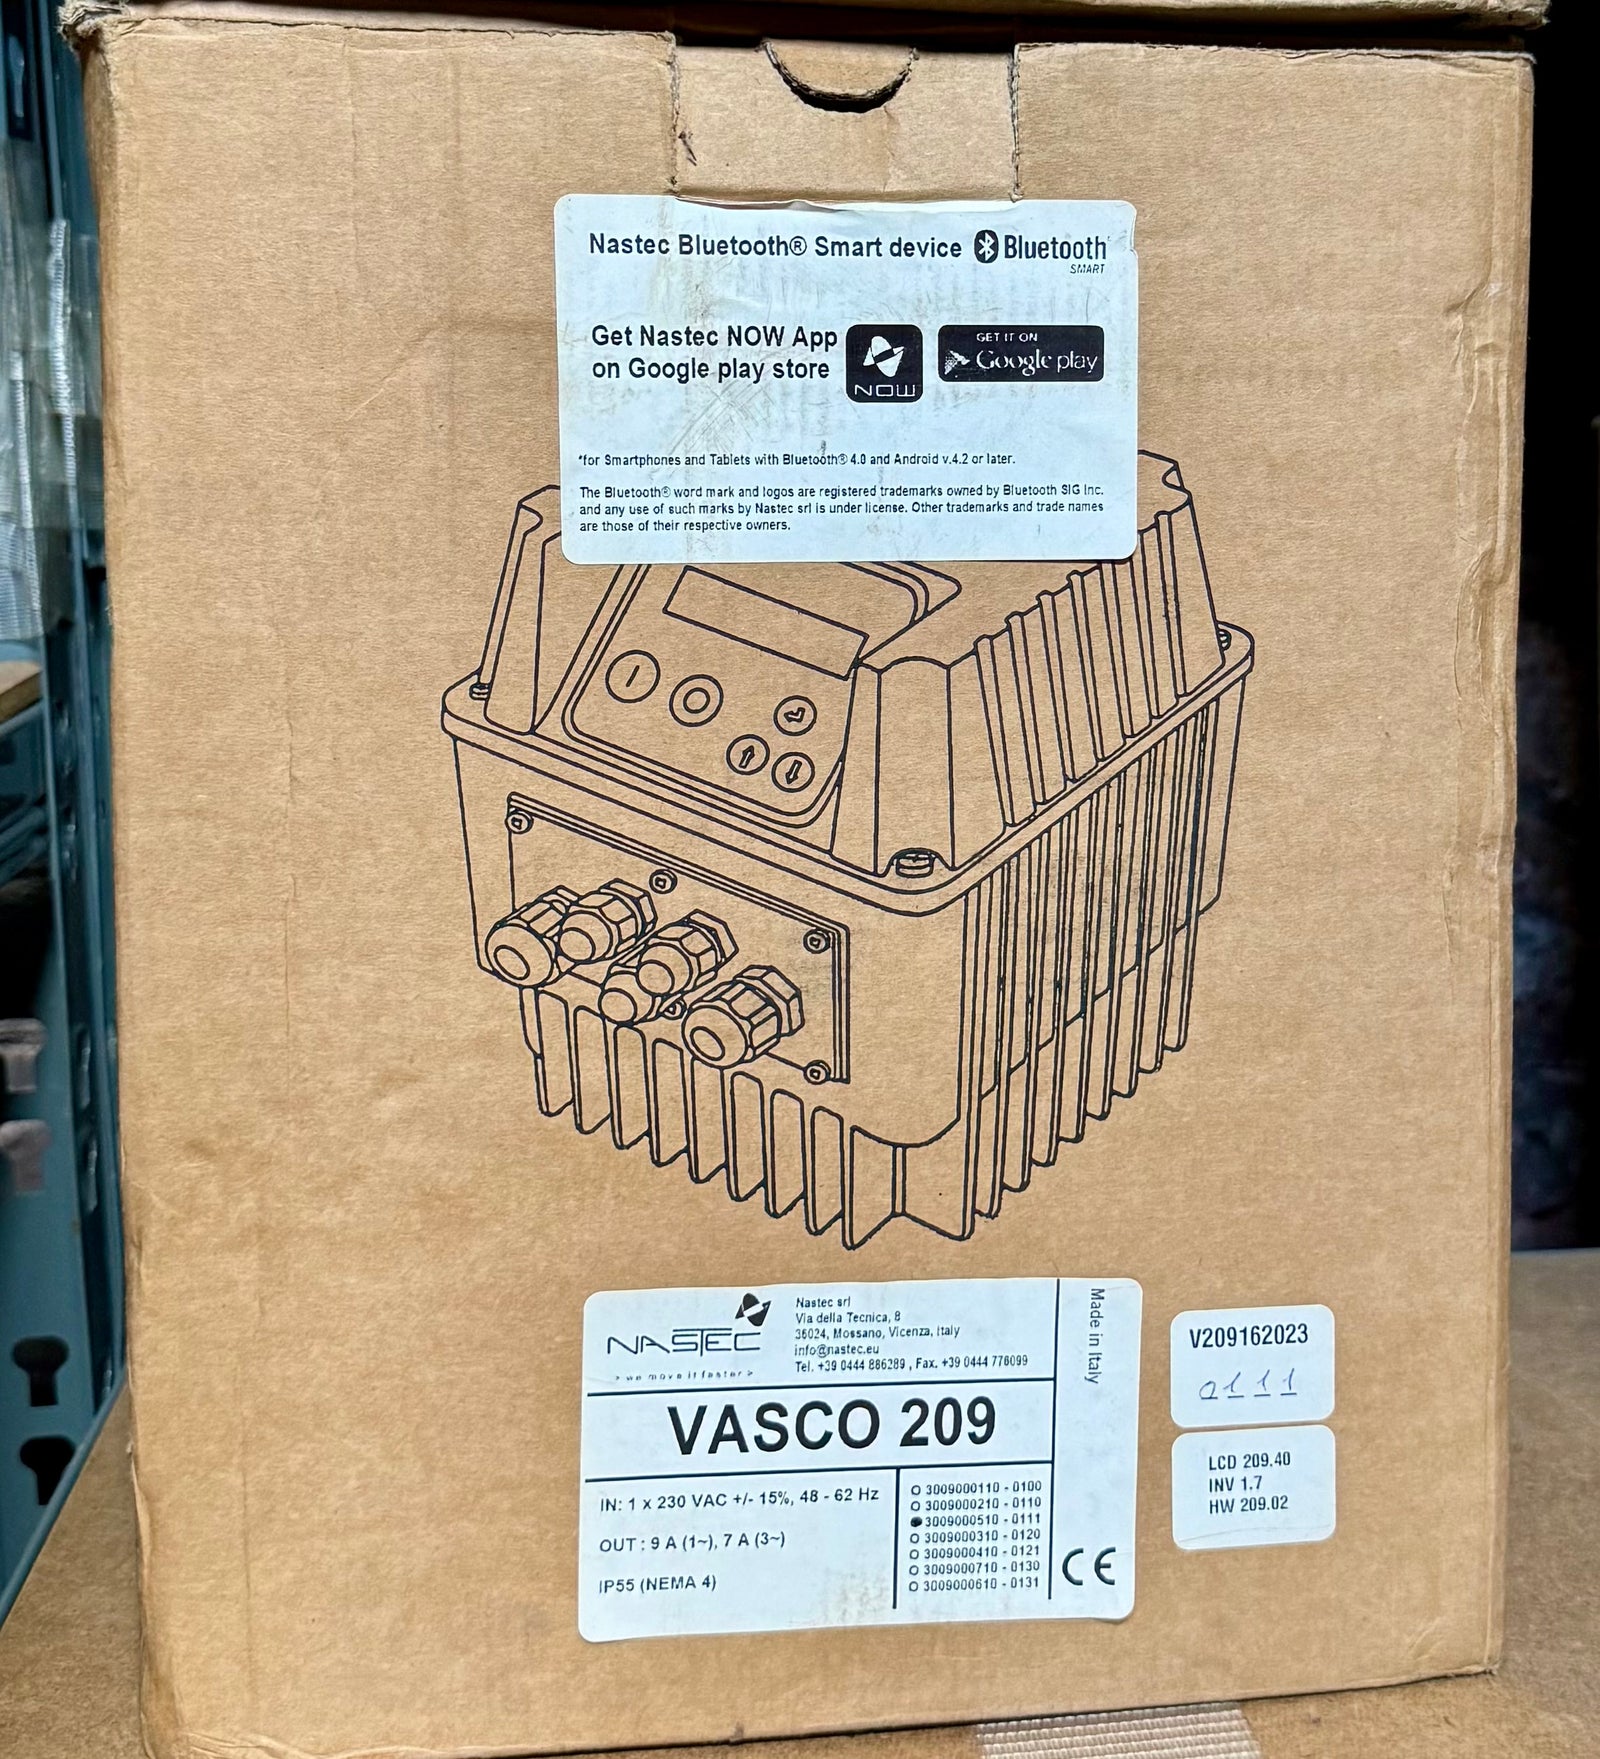 Nastec Bluetooth® Smart device Bluetooth®
SMART
Get Nastec NOW App
on Google play store
NOW
GET IT ON
Google play
*for Smartphones and Tablets with Bluetooth® 4.0 and Android v.4.2 or later.
The Bluetooth® word mark and logos are registered trademarks owned by Bluetooth SIG Inc.
and any use of such marks by Nastec srl is under license. Other trademarks and trade names
are those of their respective owners.
NASTEC
> we move it faster >
Nastec srl
Via della Tecnica, 8
36024, Mossano, Vicenza, Italy
info@nastec.eu
Tel. +39 0444 886289 , Fax. +39 0444 776099
Made in Italy
VASCO 209
IN: 1 x 230 VAC +/- 15%, 48 - 62 Hz
OUT : 9 A (1~), 7 A (3~)
IP55 (NEMA 4)
3009000110 - 0100
3009000210 - 0110
3009000510 - 0111
3009000310 - 0120
3009000410 - 0121
3009000710 - 0130
3009000610 - 0131
CE
V209162023
0111
LCD 209.40
INV 1.7
HW 209.02